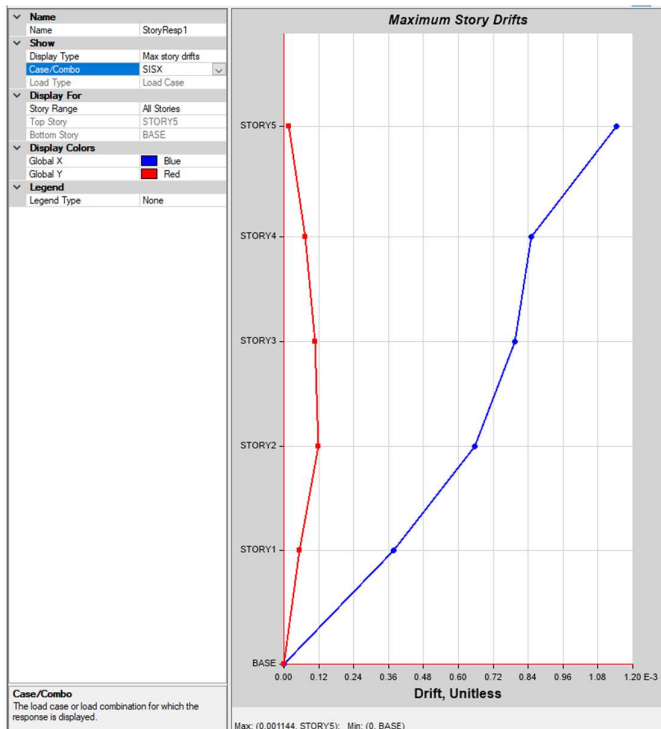 Name
Name StoryResp1
Show
Display Type Max story drifts
Case/Combo SISX
Load Type Load Case
Display For
Story Range All Stories
Top Story STORY5
Bottom Story BASE
Display Colors
Global X Blue
Global Y Red
Legend
Legend Type None
Case/Combo
The load case or load combination for which the
response is displayed.
Maximum Story Drifts
STORY5
STORY4
STORY3
STORY2
STORY1
BASE
0.00 0.12 0.24 0.36 0.48 0.60 0.72 0.84 0.96 1.08 1.20 E-3
Drift, Unitless
Max: (0.001144, STORY5); Min: (0, BASE)